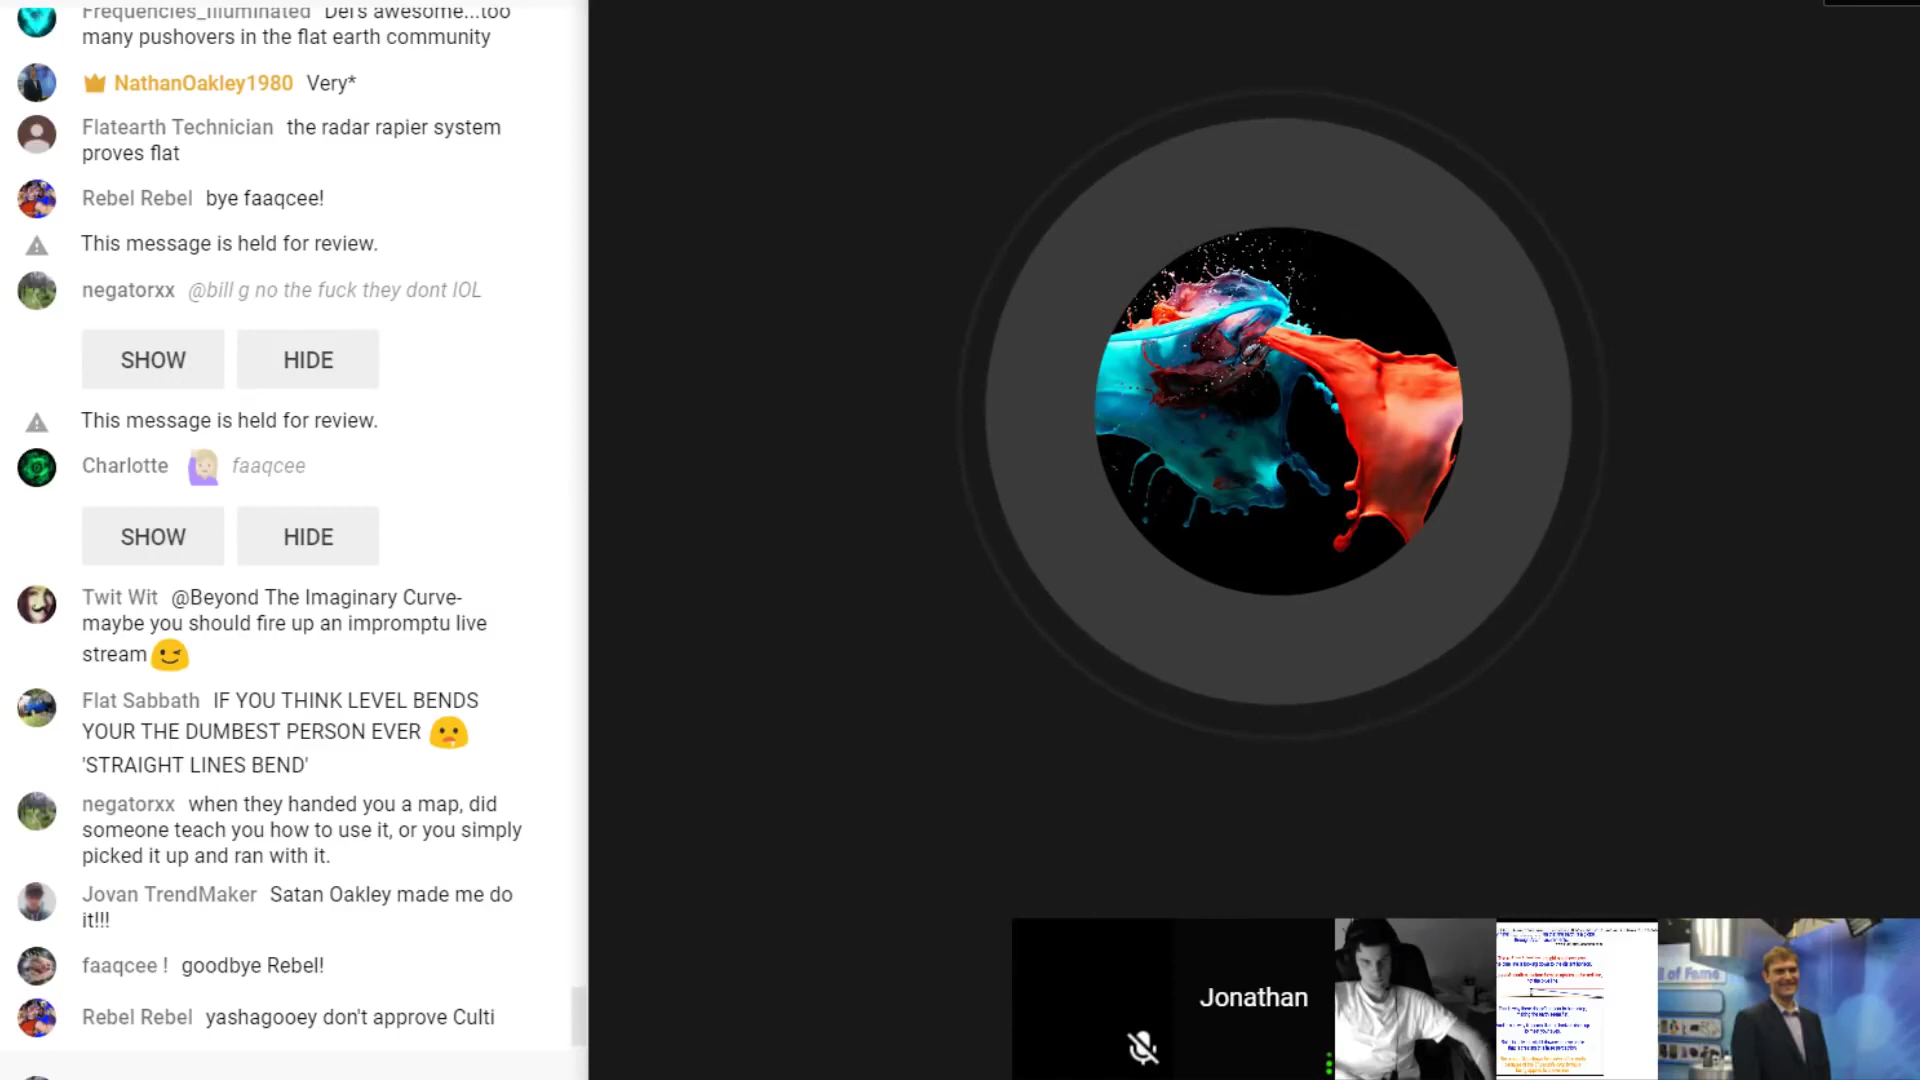 Frequencies_Illuminated Del's awesome...too
many pushovers in the flat earth community
NathanOakley1980 Very*
Flatearth Technician the radar rapier system
proves flat
Rebel Rebel bye faaqcee!
This message is held for review.
negatorxx @bill g no the fuck they dont lOL
SHOW HIDE
This message is held for review.
Charlotte faaqcee
SHOW HIDE
Twit Wit @Beyond The Imaginary Curve-
maybe you should fire up an impromptu live
stream
Flat Sabbath IF YOU THINK LEVEL BENDS
YOUR THE DUMBEST PERSON EVER
'STRAIGHT LINES BEND'
negatorxx when they handed you a map, did
someone teach you how to use it, or you simply
picked it up and ran with it.
Jovan TrendMaker Satan Oakley made me do
it!!!
faaqcee ! goodbye Rebel!
Rebel Rebel yashagooey don't approve Culti
Jonathan
of Fame